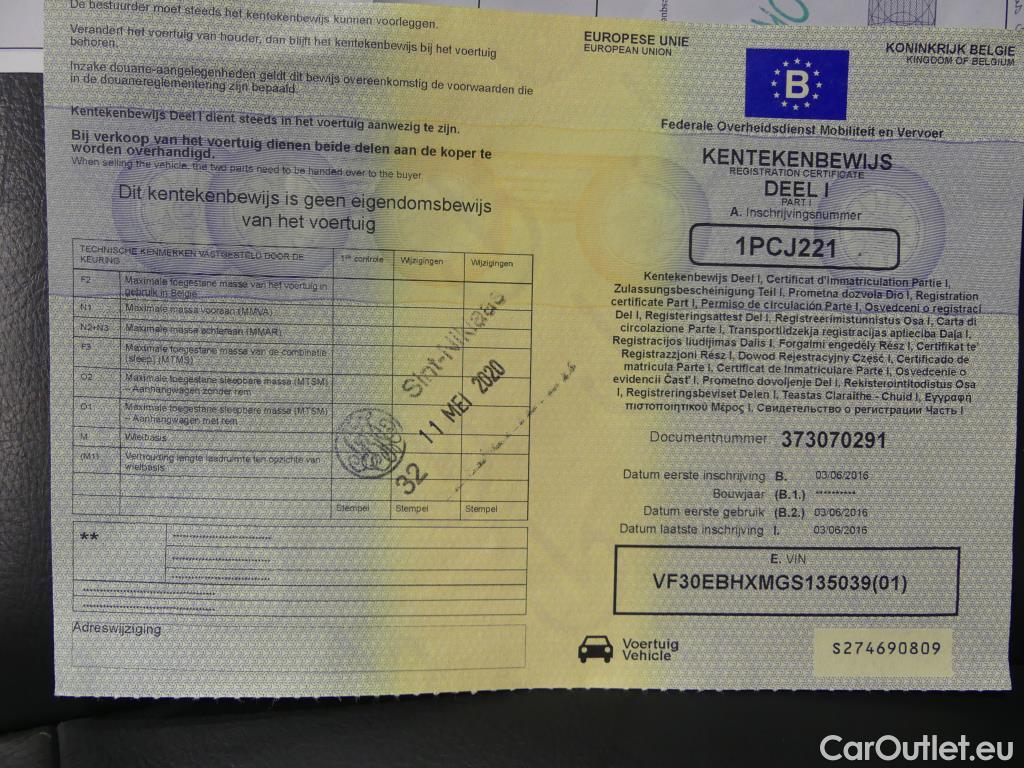 De bestuurder moet steeds het kentekenbewijs kunnen voorleggen.
Verandert het voertuig van houder, dan blijft het kentekenbewijs bij het voertuig
behoren.
Inzake douane-aangelegenheden geldt dit bewijs overeenkomstig de voorwaarden die
in de douanereglementering zijn bepaald.
Kentekenbewijs Deel I dient steeds in het voertuig aanwezig te zijn.
Bij verkoop van het voertuig dienen beide delen aan de koper te
worden overhandigd.
When selling the vehicle, the two parts need to be handed over to the buyer
Dit kentekenbewijs is geen eigendomsbewijs
van het voertuig
TECHNISCHE KENMERKEN VASTGESTELD DOOR DE
KEURING
1ste controle Wijzigingen Wijzigingen
F2 Maximale toegestane massa van het voertuig in
gebruik in België
N1 Maximale massa vooraan (MMVA)
N2+N3 Maximale massa achteraan (MMAR)
F3 Maximale toegestane massa van de combinatie
(sleep) (MTMS)
O2 Maximale toegestane sleepbare massa (MTSM)
– Aanhangwagen zonder rem
O1 Maximale toegestane sleepbare massa (MTSM)
– Aanhangwagen met rem
M Wielbasis
(M1) Verhouding lengte laadruimte ten opzichte van
wielbasis
Stempel Stempel Stempel
Sint-Niklaas
11 MEI 2020
32
**
Adreswijziging
EUROPESE UNIE
EUROPEAN UNION
KONINKRIJK BELGIE
KINGDOM OF BELGIUM
B
Federale Overheidsdienst Mobiliteit en Vervoer
KENTEKENBEWIJS
REGISTRATION CERTIFICATE
DEEL I
PART I
A. Inschrijvingsnummer
1PCJ221
Kentekenbewijs Deel I, Certificat d'Immatriculation Partie I,
Zulassungsbescheinigung Teil I, Prometna dozvola Dio I, Registration
certificate Part I, Permiso de circulación Parte I, Osvedcení o registraci
Del I, Registreringsattest Del I, Registreerimistunnistus Osa I, Carta di
circolazione Parte I, Transportlīdzekļa reģistrācijas apliecība Daļa I,
Registracijos liudijimas Dalis I, Forgalmi engedély Rész I, Certifikat te'
Registrazzjoni Rész I, Dowod Rejestracyjny Część I, Certificado de
matrícula Parte I, Certificat de Înmatriculare Parte I, Osvedcenie o
evidencii Časť I, Prometno dovoljenje Del I, Rekisteröintitodistus Osa
I, Registreringsbeviset Delen I, Teastas Claraithe - Chuid I, Εγγραφή
πιστοποιητικού Μέρος I, Свидетельство о регистрации Часть I
Documentnummer 373070291
Datum eerste inschrijving B. 03/06/2016
Bouwjaar (B.1.) **********
Datum eerste gebruik (B.2.) 03/06/2016
Datum laatste inschrijving I. 03/06/2016
E. VIN
VF30EBHXMGS135039(01)
Voertuig
Vehicle
S274690809
CarOutlet.eu